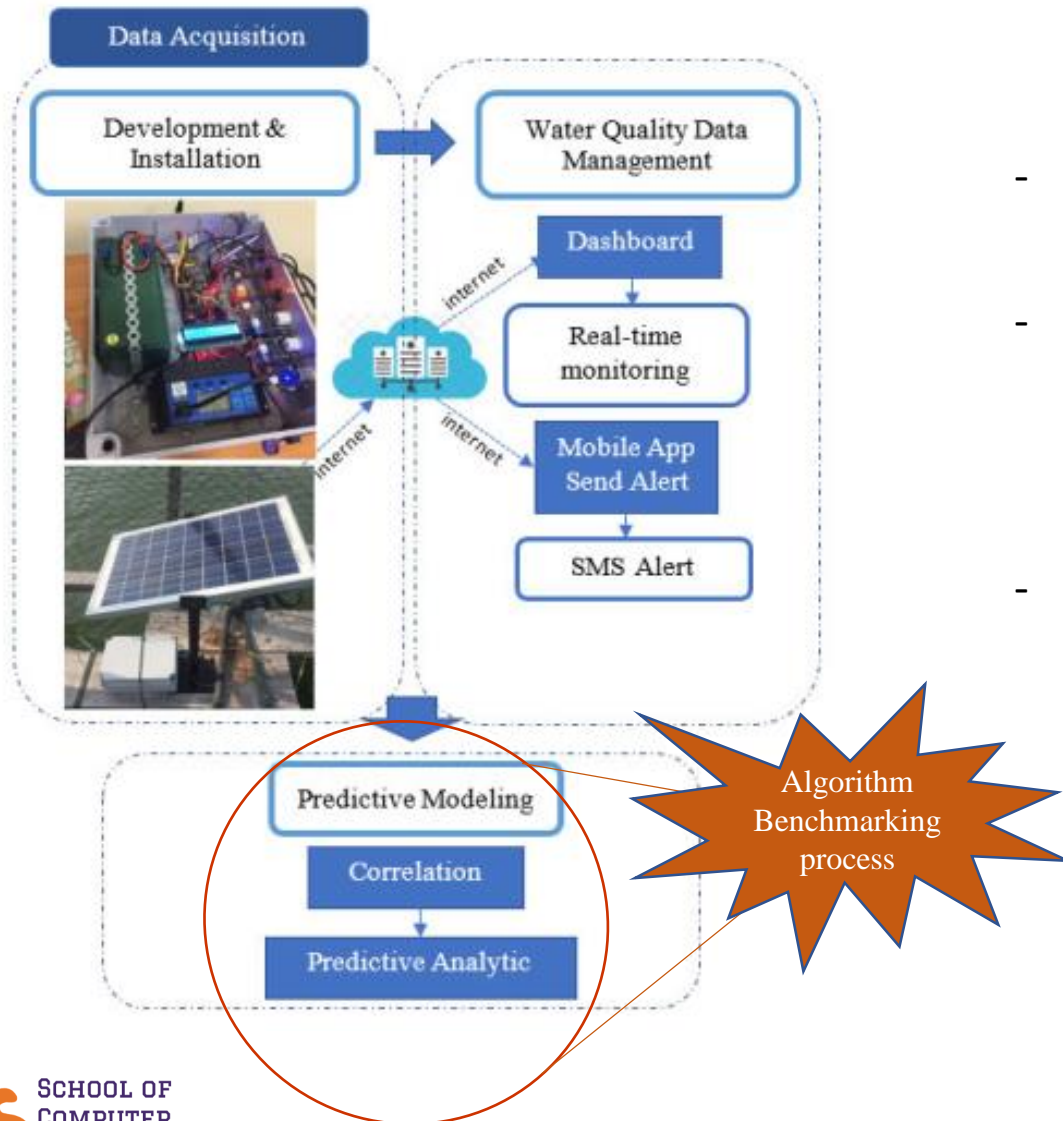 Data Acquisition
Development &
Installation
Water Quality Data
Management
-
Dashboard
internet
-
Real-time
monitoring
internet
internet
Mobile App
Send Alert
SMS Alert
-
Predictive Modeling
Correlation
Predictive Analytic
Algorithm
Benchmarking
process
SCHOOL OF
COMPUTER